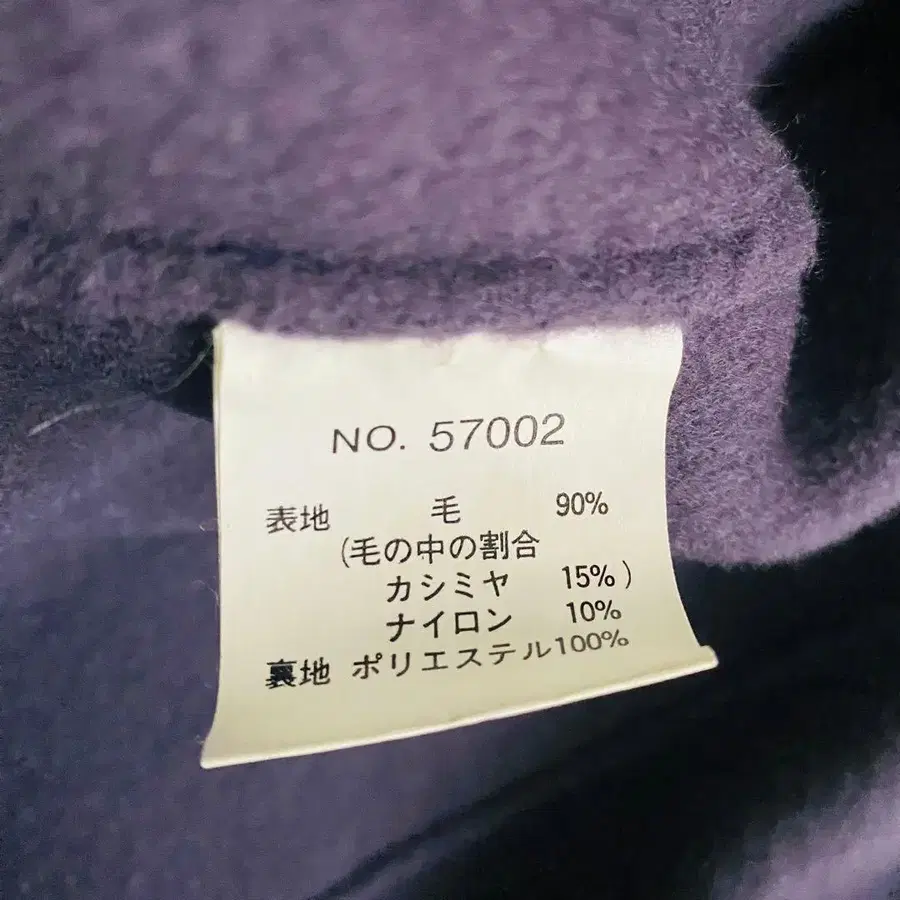 NO. 57002
表地 毛 90%
(毛の中の割合
カシミヤ 15%)
ナイロン 10%
裏地 ポリエステル100%